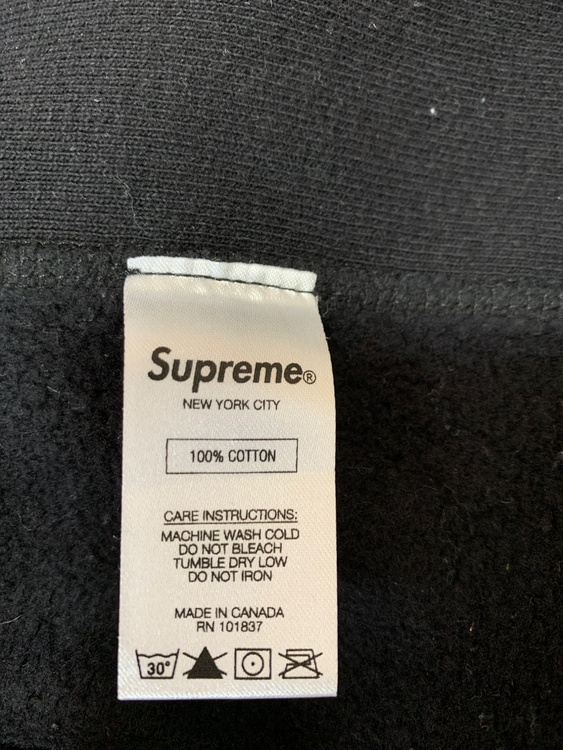 Supreme®
NEW YORK CITY
100% COTTON
CARE INSTRUCTIONS:
MACHINE WASH COLD
DO NOT BLEACH
TUMBLE DRY LOW
DO NOT IRON
MADE IN CANADA
RN 101837
30°